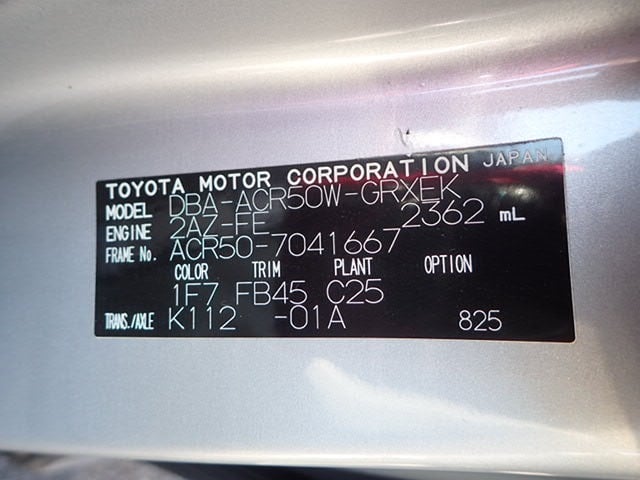 TOYOTA MOTOR CORPORATION JAPAN
MODEL DBA-ACR50W-GRXEK
ENGINE 2AZ-FE 2362 mL
FRAME No. ACR50-7041667
COLOR TRIM PLANT OPTION
1F7 FB45 C25
TRANS./AXLE K112 -01A 825